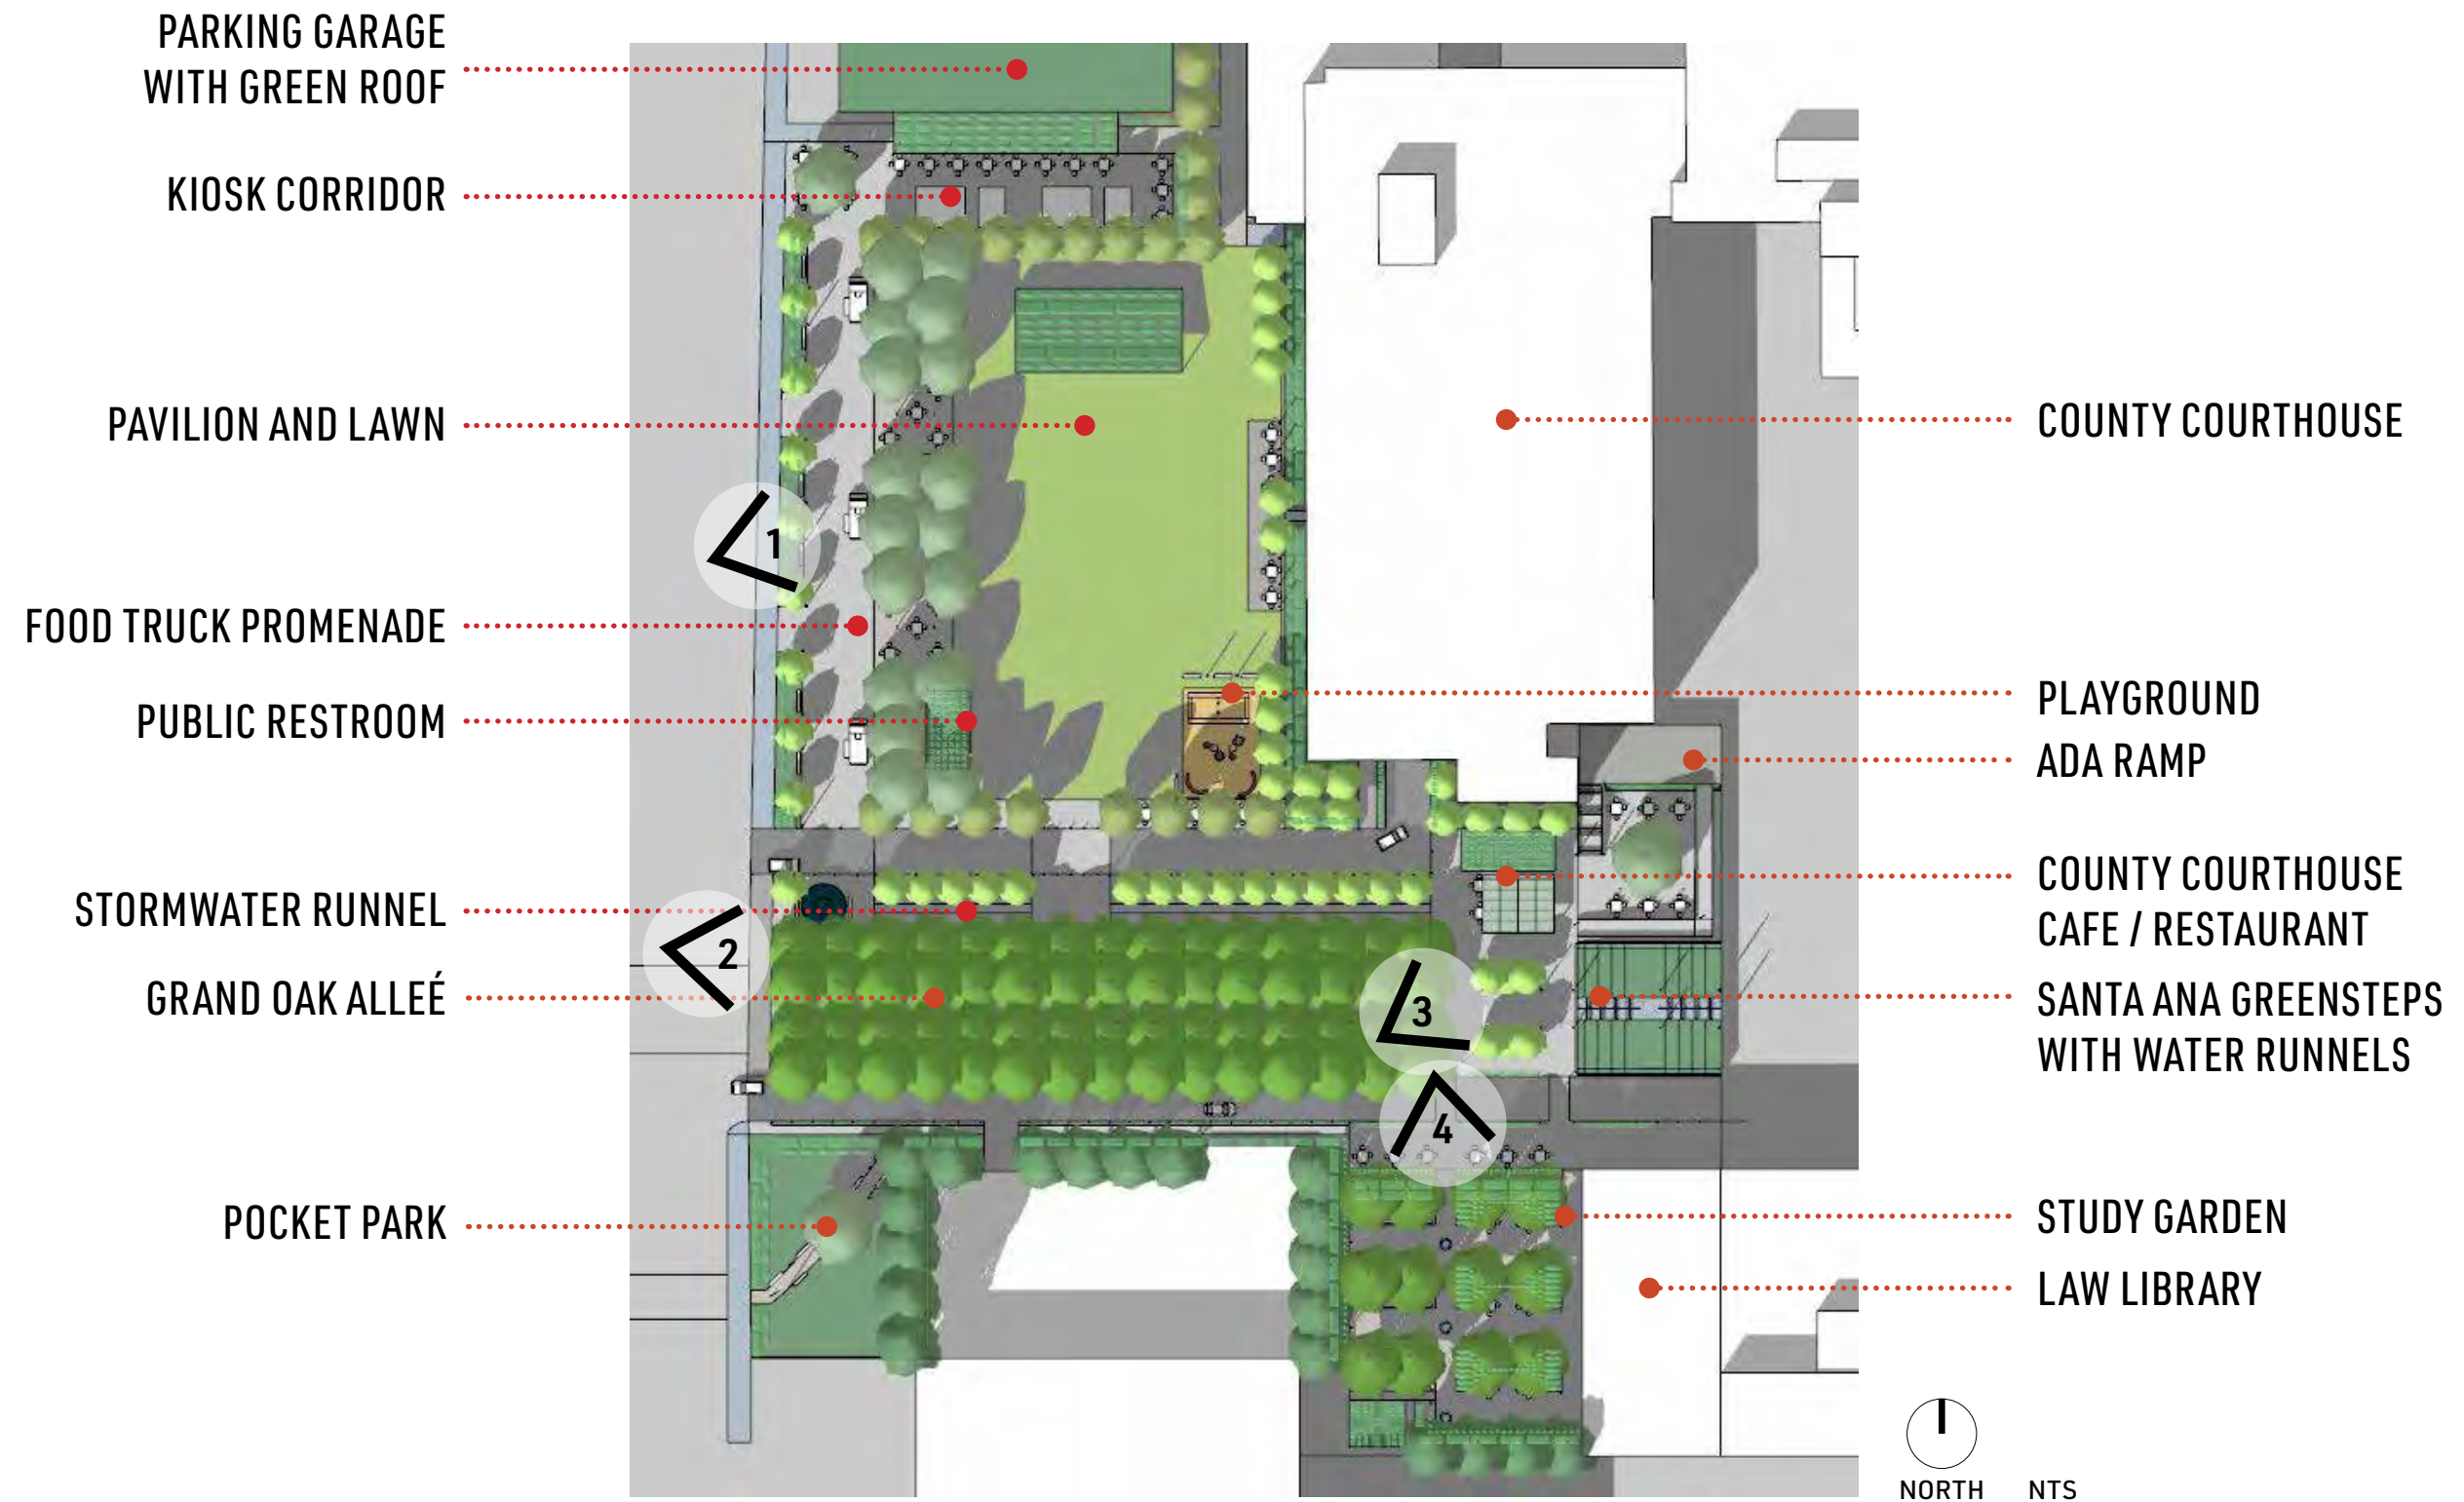 PARKING GARAGE
WITH GREEN ROOF
KIOSK CORRIDOR
PAVILION AND LAWN
FOOD TRUCK PROMENADE
PUBLIC RESTROOM
STORMWATER RUNNEL
GRAND OAK ALLEÉ
POCKET PARK
1
2
3
4
COUNTY COURTHOUSE
PLAYGROUND
ADA RAMP
COUNTY COURTHOUSE
CAFE / RESTAURANT
SANTA ANA GREENSTEPS
WITH WATER RUNNELS
STUDY GARDEN
LAW LIBRARY
NORTH NTS